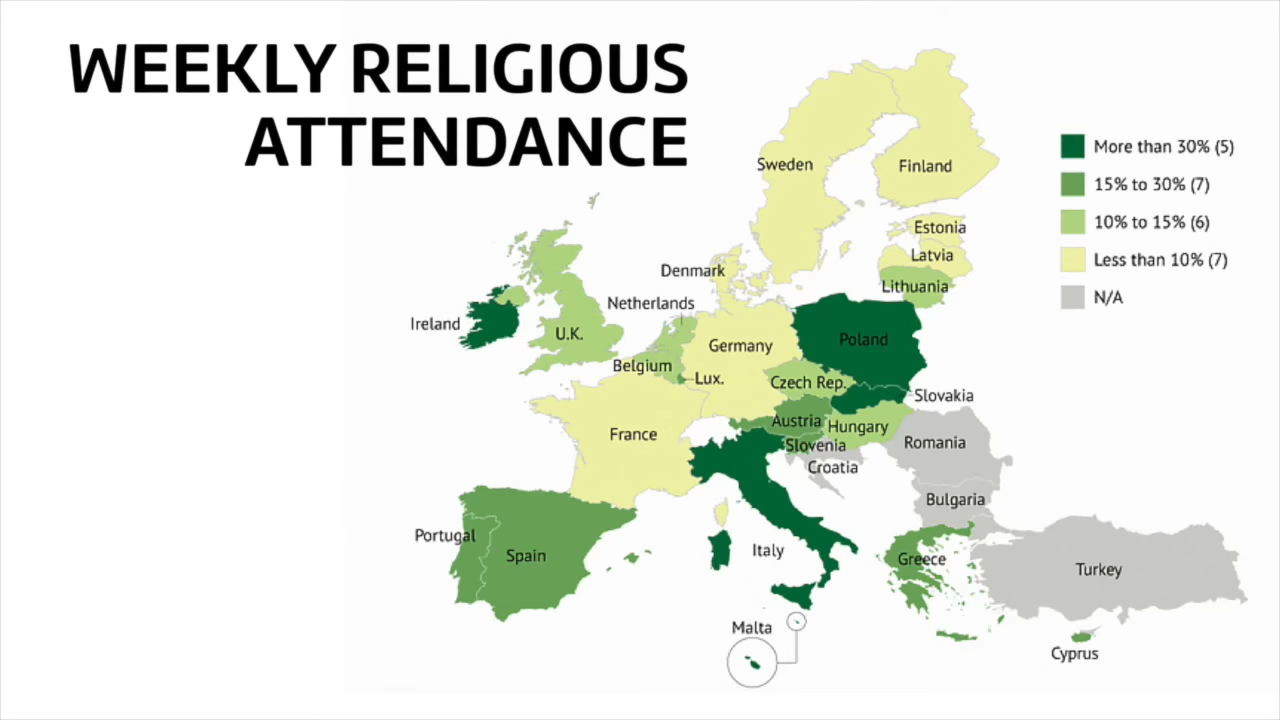 WEEKLY RELIGIOUS
ATTENDANCE
More than 30% (5)
15% to 30% (7)
10% to 15% (6)
Less than 10% (7)
N/A
Sweden
Finland
Estonia
Latvia
Lithuania
Denmark
Netherlands
Ireland
U.K.
Belgium
Lux.
Germany
Poland
Czech Rep.
Slovakia
Austria
Hungary
Slovenia
Croatia
Romania
Bulgaria
France
Portugal
Spain
Italy
Greece
Turkey
Malta
Cyprus